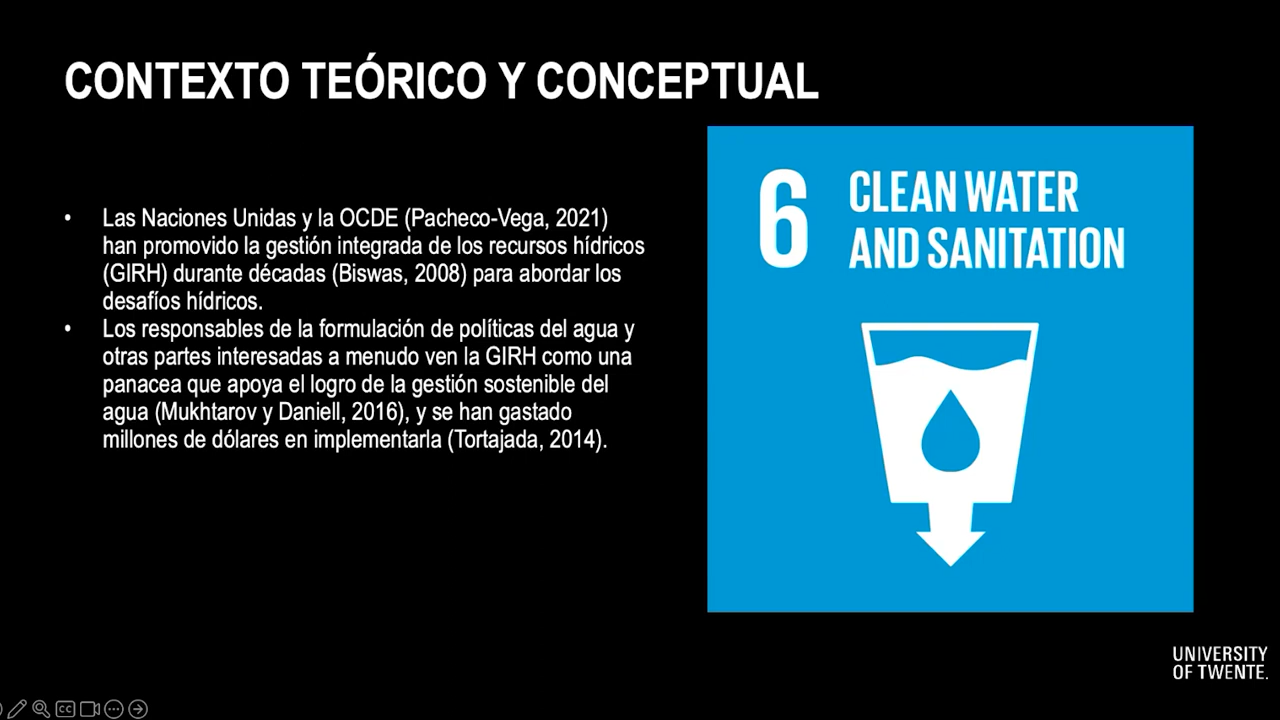 CONTEXTO TEÓRICO Y CONCEPTUAL
• Las Naciones Unidas y la OCDE (Pacheco-Vega, 2021)
han promovido la gestión integrada de los recursos hídricos
(GIRH) durante décadas (Biswas, 2008) para abordar los
desafíos hídricos.
• Los responsables de la formulación de políticas del agua y
otras partes interesadas a menudo ven la GIRH como una
panacea que apoya el logro de la gestión sostenible del
agua (Mukhtarov y Daniell, 2016), y se han gastado
millones de dólares en implementarla (Tortajada, 2014).
6 CLEAN WATER
AND SANITATION
UNIVERSITY
OF TWENTE.
CC